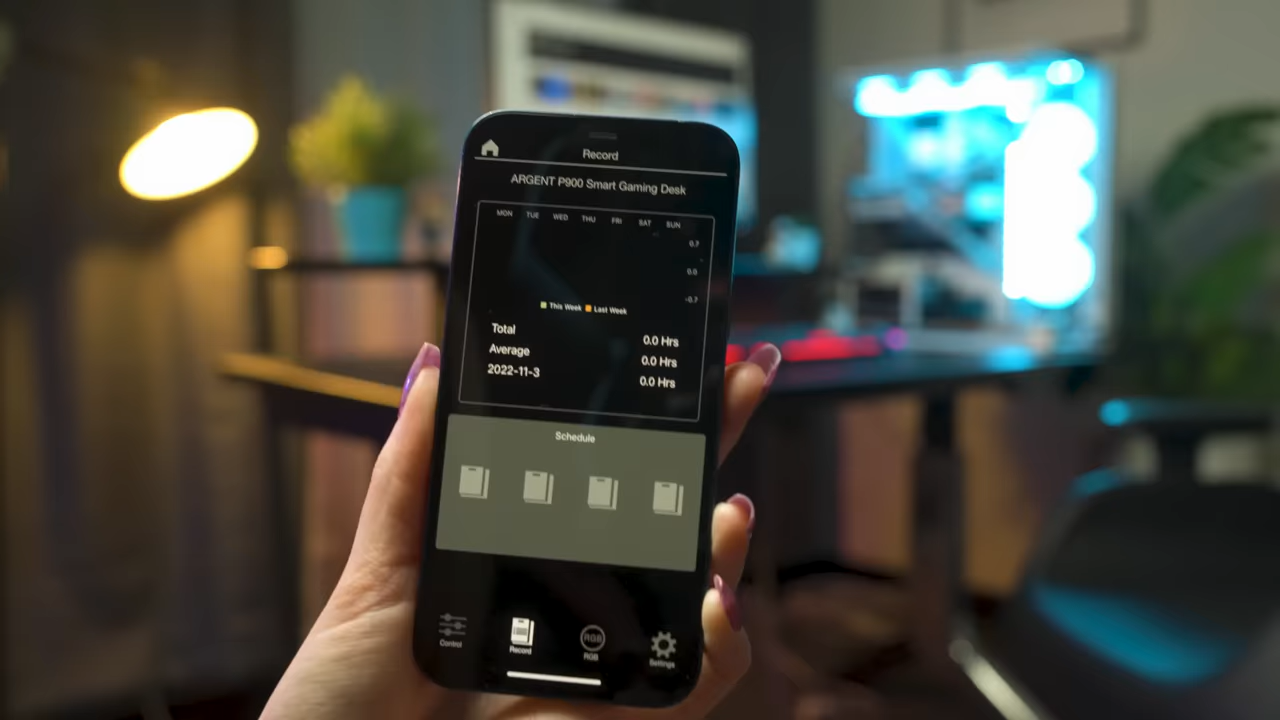 Record
ARGENT P900 Smart Gaming Desk
MON TUE WED THU FRI SAT SUN
0.7
0.0
-0.7
This Week Last Week
Total 0.0 Hrs
Average 0.0 Hrs
2022-11-3 0.0 Hrs
Schedule
RGB
Control Record RGB Settings